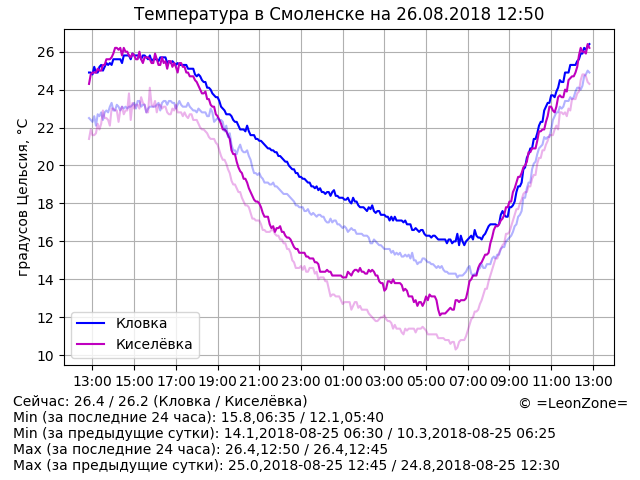 Температура в Смоленске на 26.08.2018 12:50
градусов Цельсия, °C
26
24
22
20
18
16
14
12
10
Кловка
Киселёвка
13:00 15:00 17:00 19:00 21:00 23:00 01:00 03:00 05:00 07:00 09:00 11:00 13:00
Сейчас: 26.4 / 26.2 (Кловка / Киселёвка)
© =LeonZone=
Min (за последние 24 часа): 15.8,06:35 / 12.1,05:40
Min (за предыдущие сутки): 14.1,2018-08-25 06:30 / 10.3,2018-08-25 06:25
Max (за последние 24 часа): 26.4,12:50 / 26.4,12:45
Max (за предыдущие сутки): 25.0,2018-08-25 12:45 / 24.8,2018-08-25 12:30